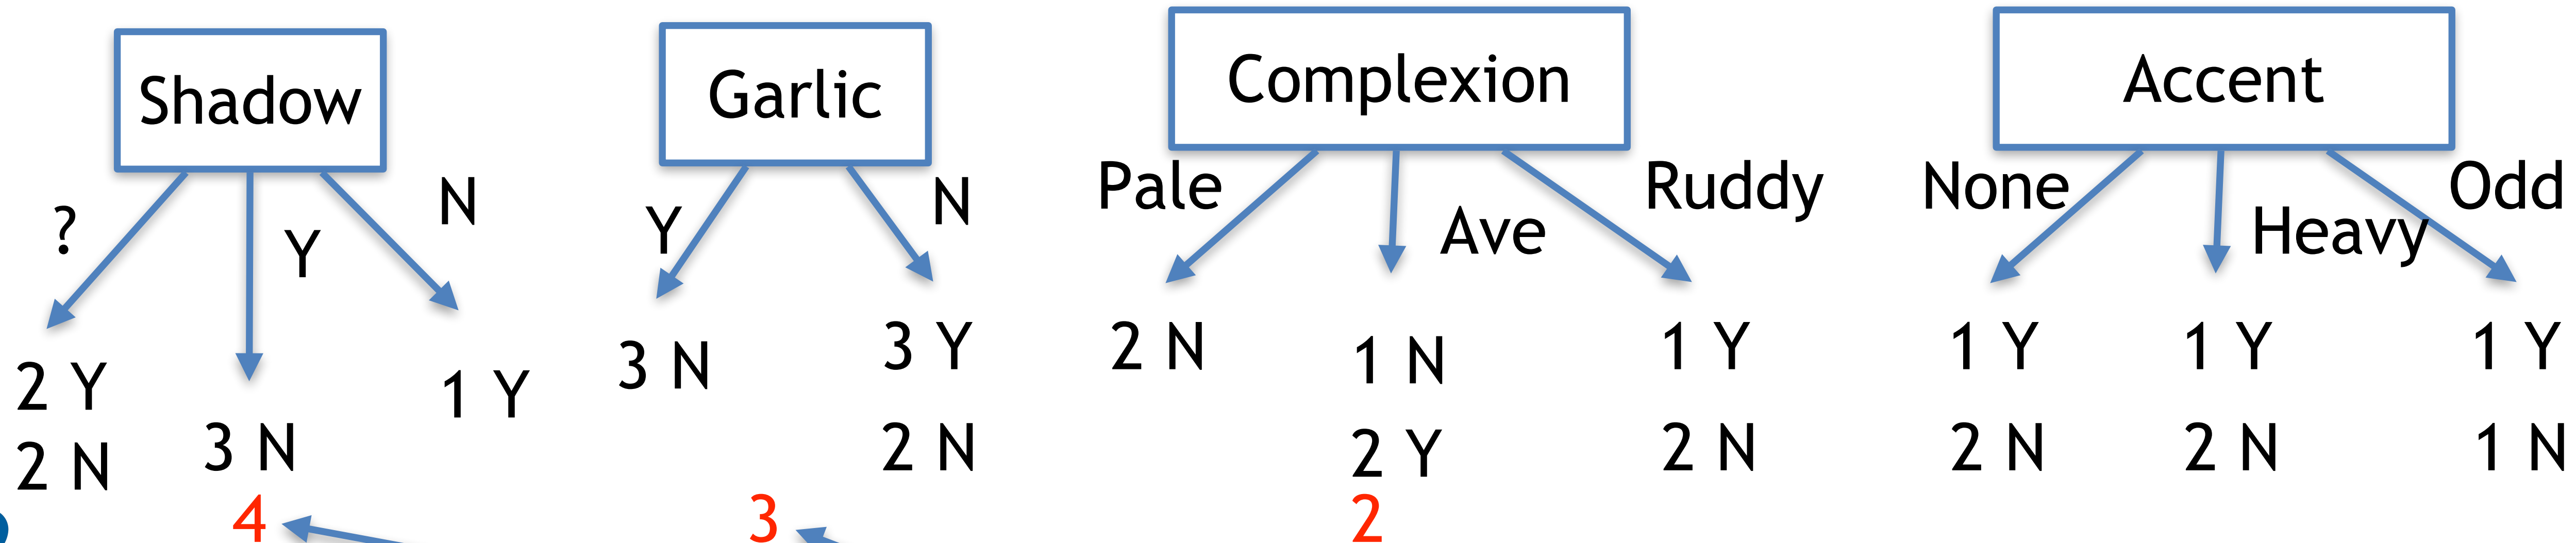 Shadow
Garlic
Complexion
Accent
? Y N
Y N
Pale Ave Ruddy
None Heavy Odd
2 Y
2 N
3 N
1 Y
3 N
3 Y
2 N
2 N
1 N
2 Y
1 Y
2 N
1 Y
2 N
1 Y
2 N
1 Y
1 N
4
3
2